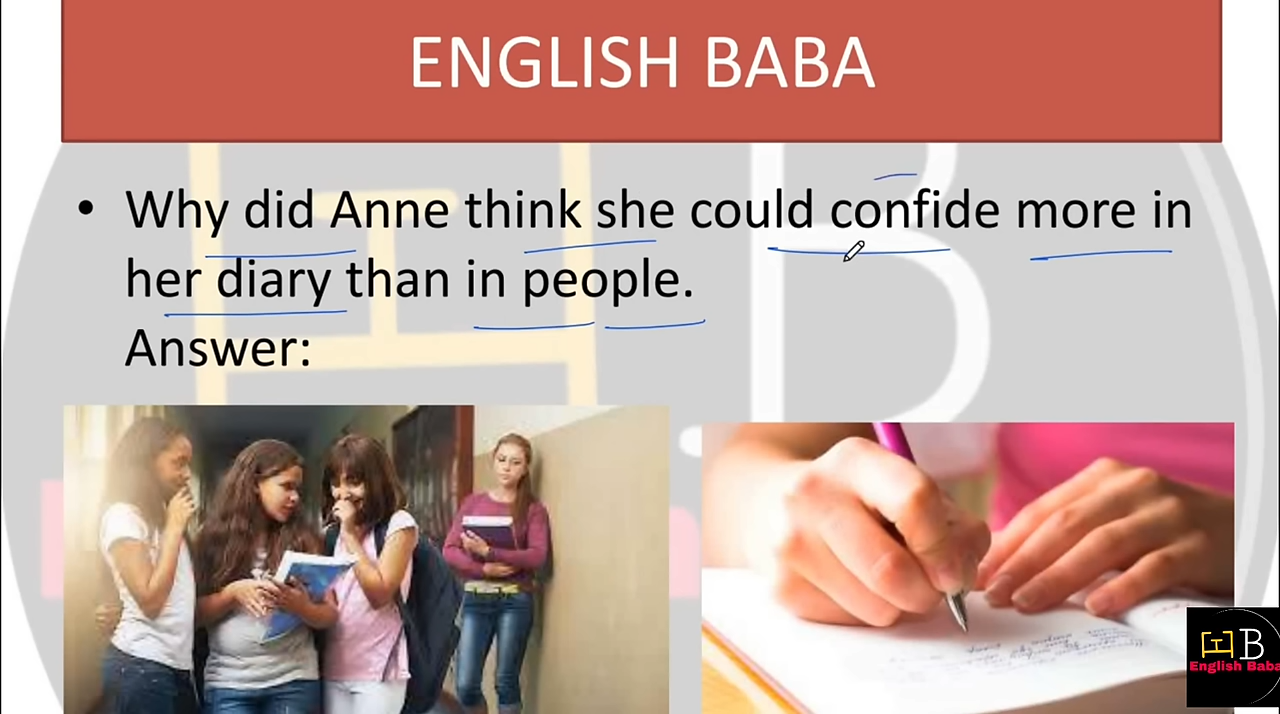 ENGLISH BABA
• Why did Anne think she could confide more in
her diary than in people.
Answer:
B
English Baba